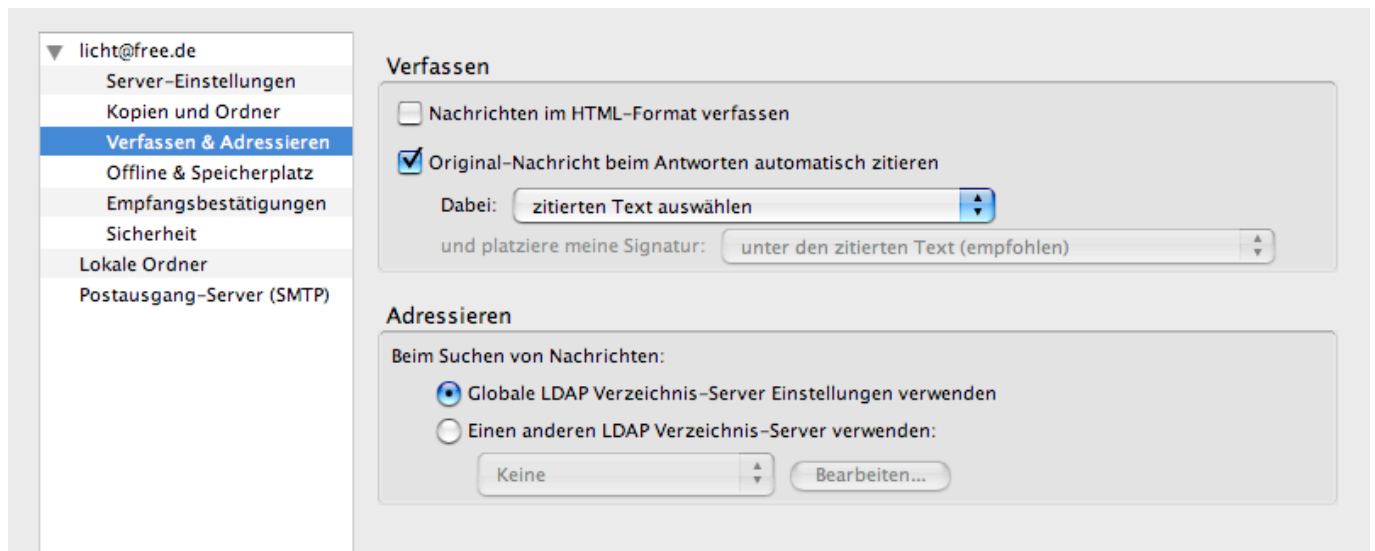 licht@free.de
Server-Einstellungen
Kopien und Ordner
Verfassen & Adressieren
Offline & Speicherplatz
Empfangsbestätigungen
Sicherheit
Lokale Ordner
Postausgang-Server (SMTP)
Verfassen
Nachrichten im HTML-Format verfassen
Original-Nachricht beim Antworten automatisch zitieren
Dabei: zitierten Text auswählen
und platziere meine Signatur: unter den zitierten Text (empfohlen)
Adressieren
Beim Suchen von Nachrichten:
Globale LDAP Verzeichnis-Server Einstellungen verwenden
Einen anderen LDAP Verzeichnis-Server verwenden:
Keine Bearbeiten...